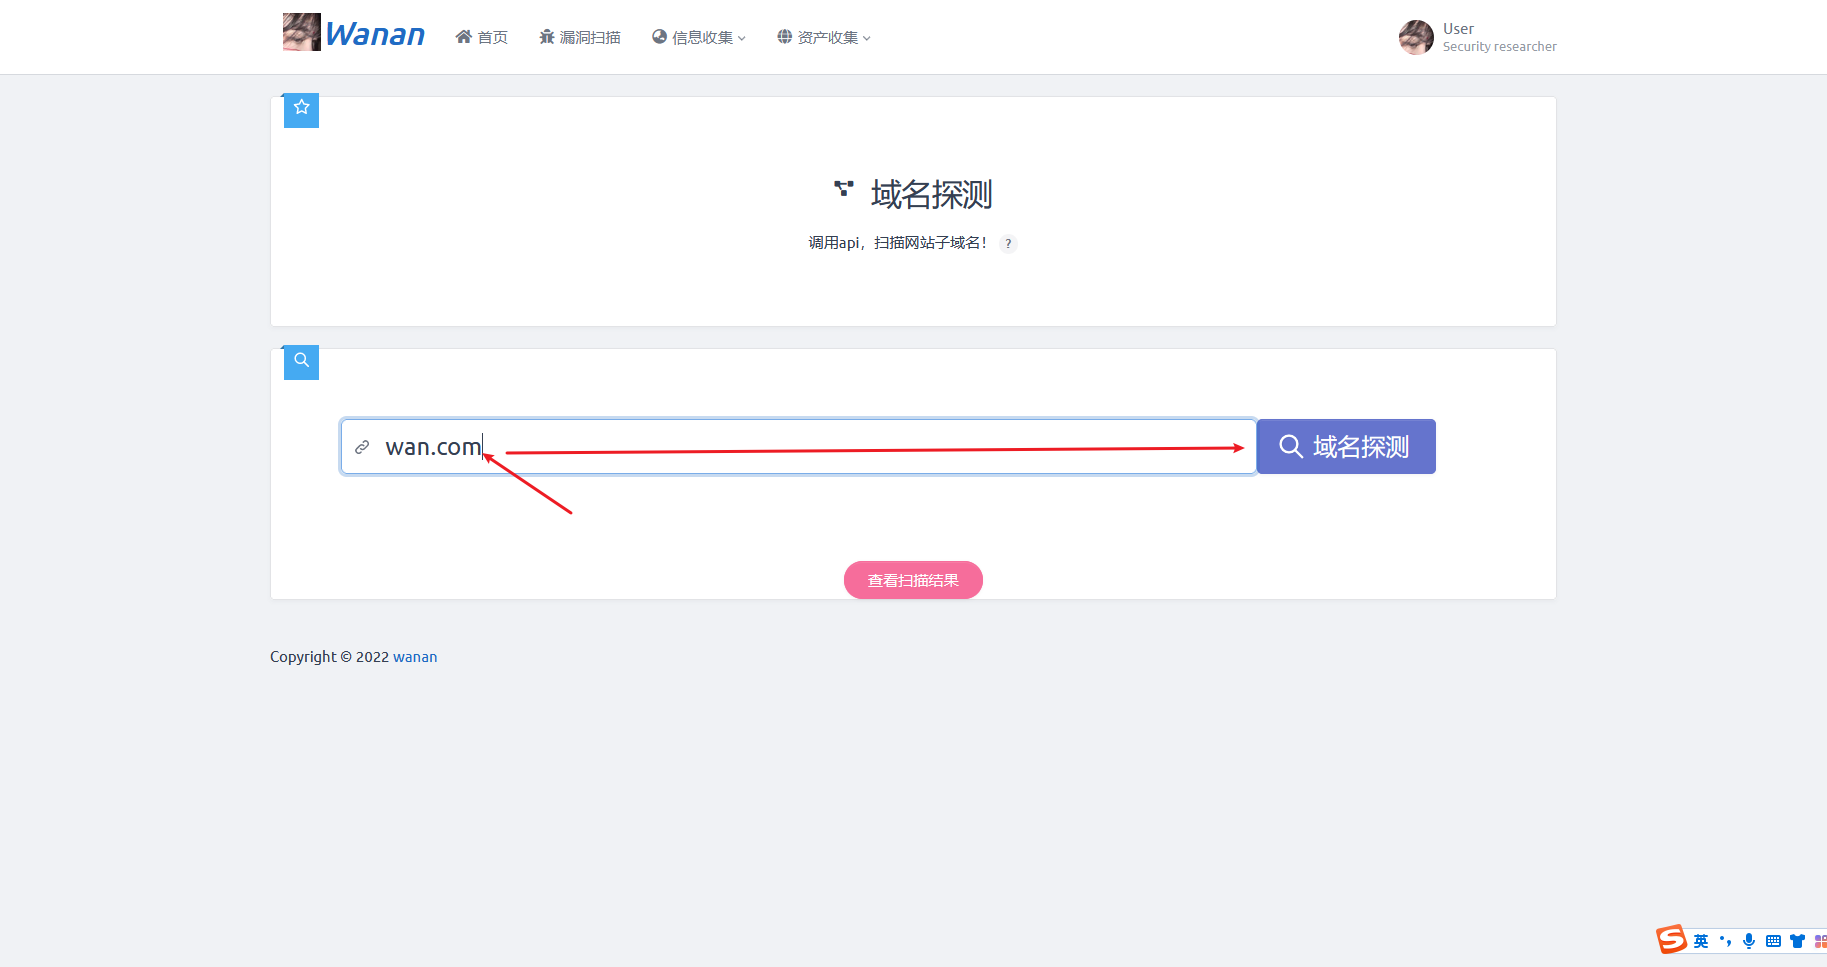 Wanan 首页 漏洞扫描 信息收集 资产收集
User
Security researcher
域名探测
调用api，扫描网站子域名！ ?
wan.com 域名探测
查看扫描结果
Copyright © 2022 wanan
S 英